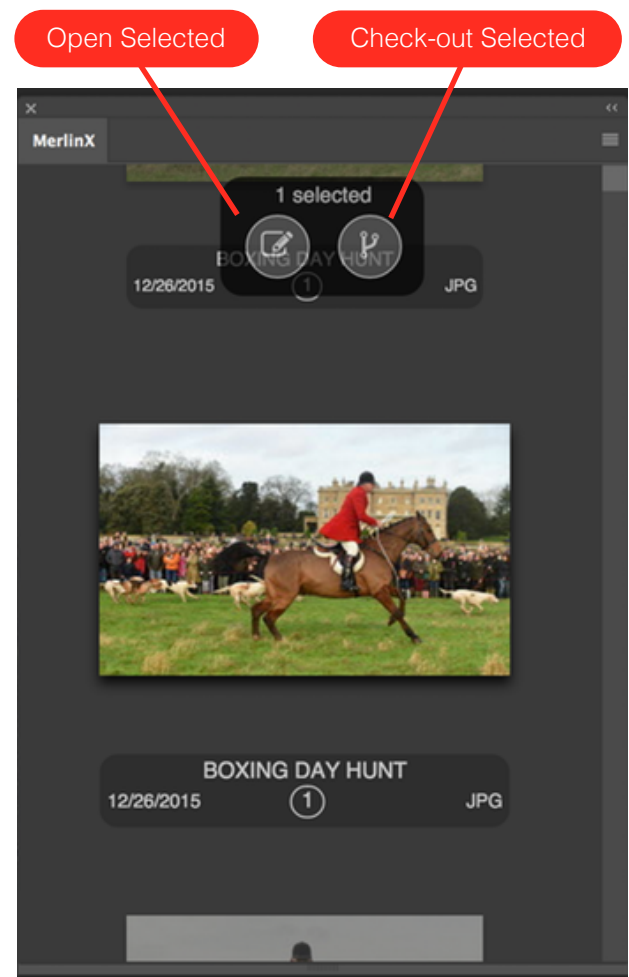 Open Selected
Check-out Selected
MerlinX
1 selected
BOXING DAY HUNT
12/26/2015
1
JPG
BOXING DAY HUNT
12/26/2015
1
JPG